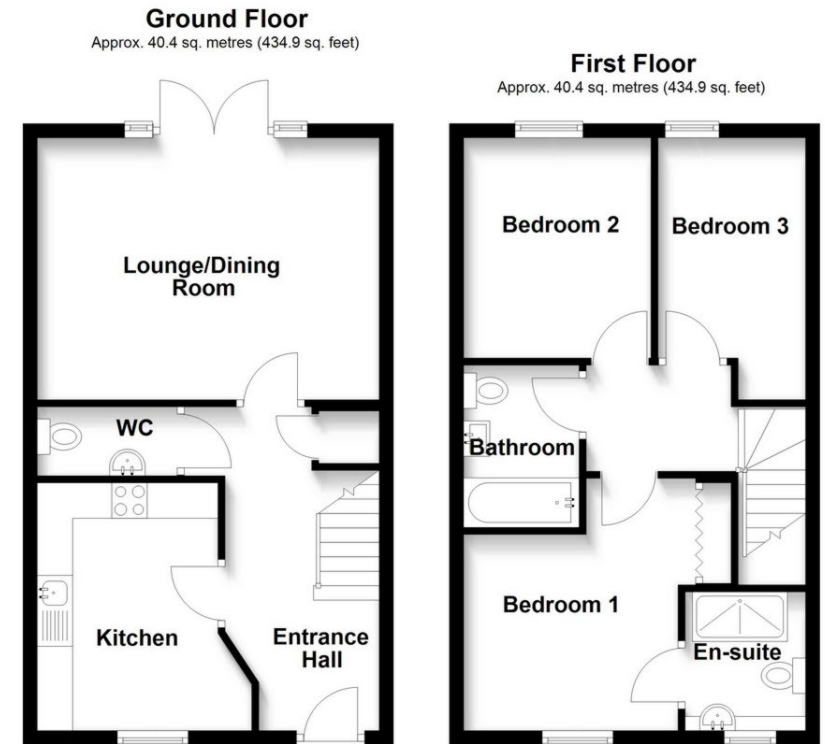 Ground Floor
Approx. 40.4 sq. metres (434.9 sq. feet)
Lounge/Dining
Room
WC
Kitchen
Entrance
Hall
First Floor
Approx. 40.4 sq. metres (434.9 sq. feet)
Bedroom 2
Bedroom 3
Bathroom
Bedroom 1
En-suite